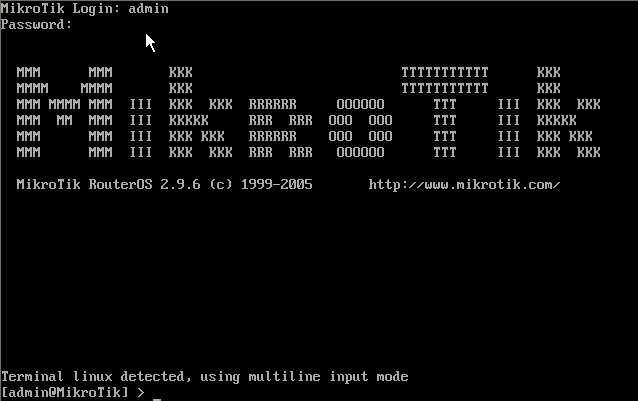 MikroTik Login: admin
Password:
MMM      MMM       KKK                          TTTTTTTTTTT      KKK
MMMM    MMMM       KKK                          TTTTTTTTTTT      KKK
MMM MMMM MMM  III  KKK  KKK  RRRRRR     OOOOOO      TTT     III  KKK  KKK
MMM  MM  MMM  III  KKKKK     RRR  RRR  OOO  OOO     TTT     III  KKKKK
MMM      MMM  III  KKK KKK   RRRRRR    OOO  OOO     TTT     III  KKK KKK
MMM      MMM  III  KKK  KKK  RRR  RRR   OOOOOO      TTT     III  KKK  KKK
MikroTik RouterOS 2.9.6 (c) 1999-2005       http://www.mikrotik.com/
Terminal linux detected, using multiline input mode
[admin@MikroTik] > _